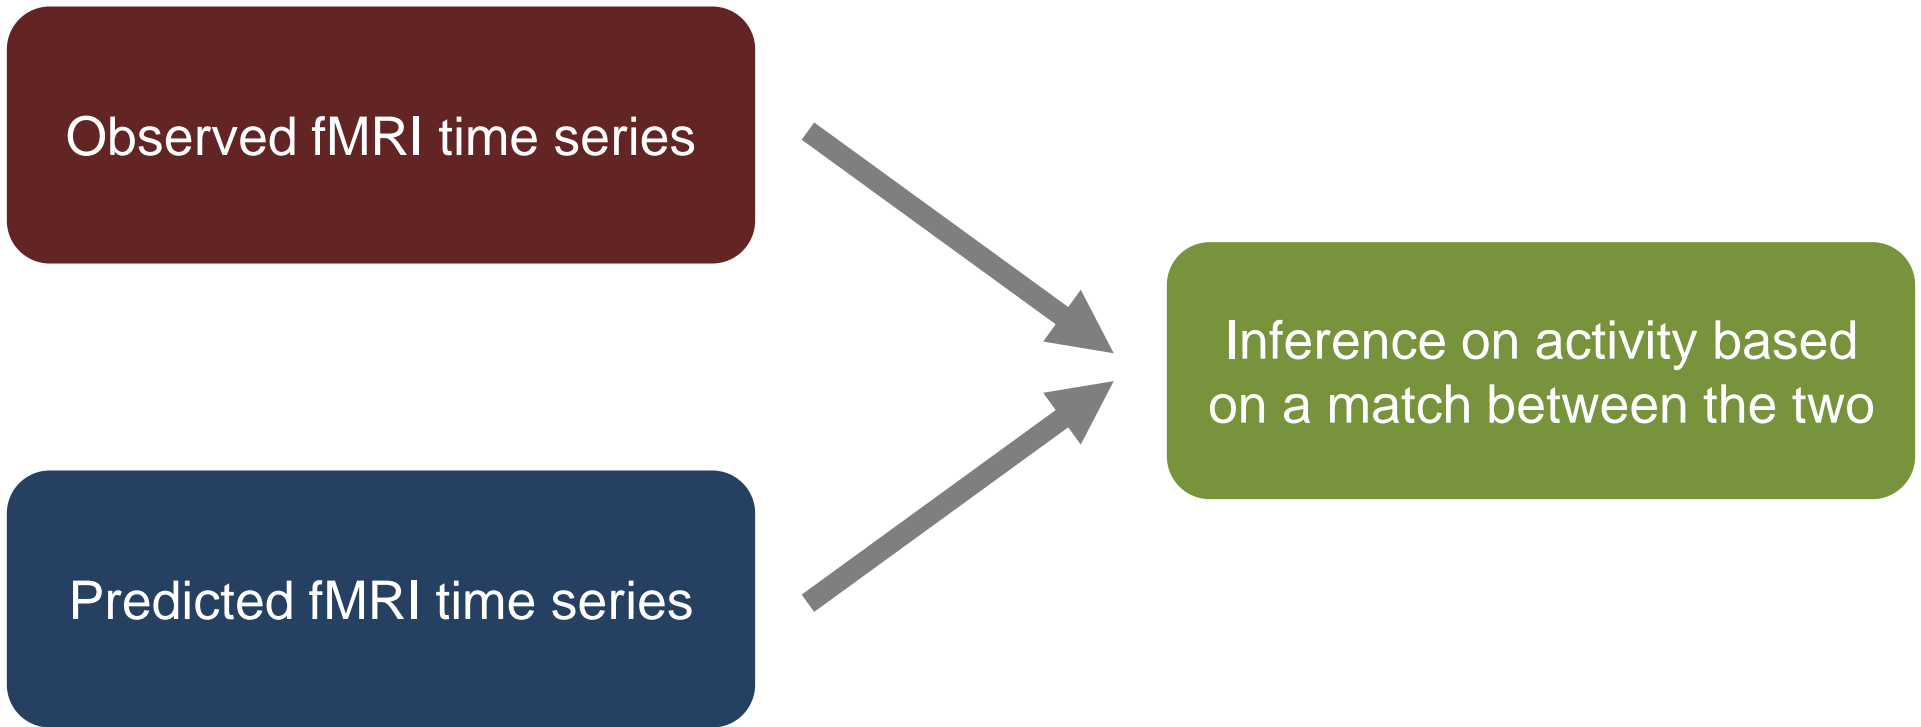 Observed fMRI time series
Inference on activity based
on a match between the two
Predicted fMRI time series